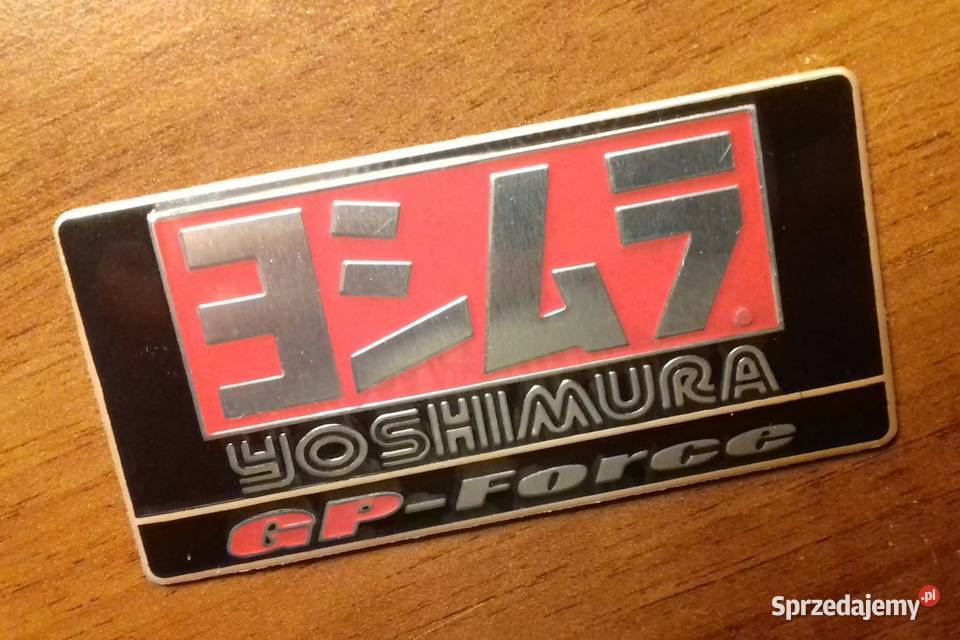 ヨシムラ
YOSHIMURA
GP-Force
Sprzedajemy.pl